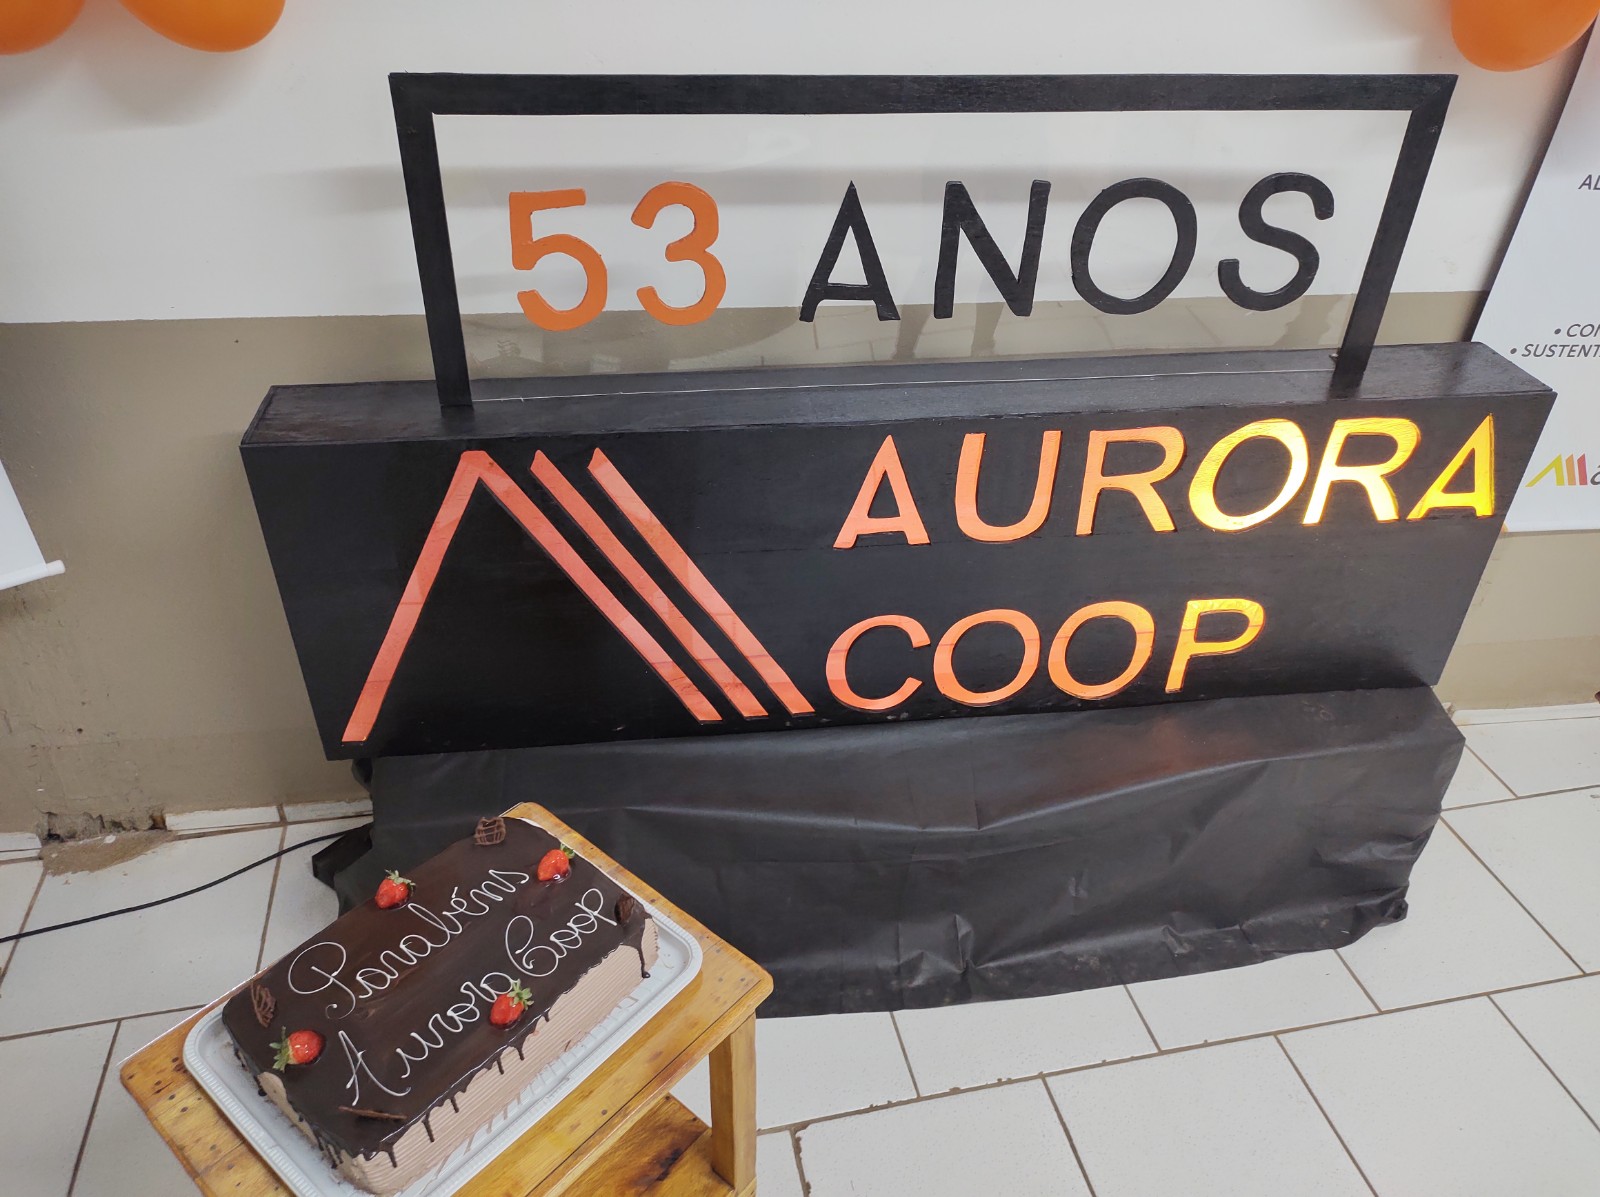 53 ANOS
AURORA
COOP
Parabéns
Aurora Coop